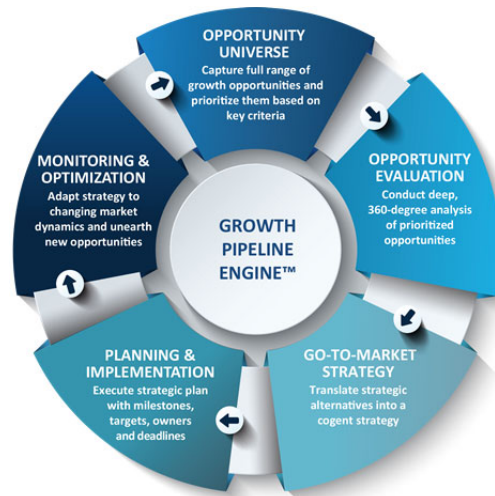 OPPORTUNITY
UNIVERSE
Capture full range of
growth opportunities and
prioritize them based on
key criteria
OPPORTUNITY
EVALUATION
Conduct deep,
360-degree analysis
of prioritized
opportunities
GO-TO-MARKET
STRATEGY
Translate strategic
alternatives into a
cogent strategy
PLANNING &
IMPLEMENTATION
Execute strategic plan
with milestones,
targets, owners
and deadlines
MONITORING &
OPTIMIZATION
Adapt strategy to
changing market
dynamics and unearth
new opportunities
GROWTH
PIPELINE
ENGINE™